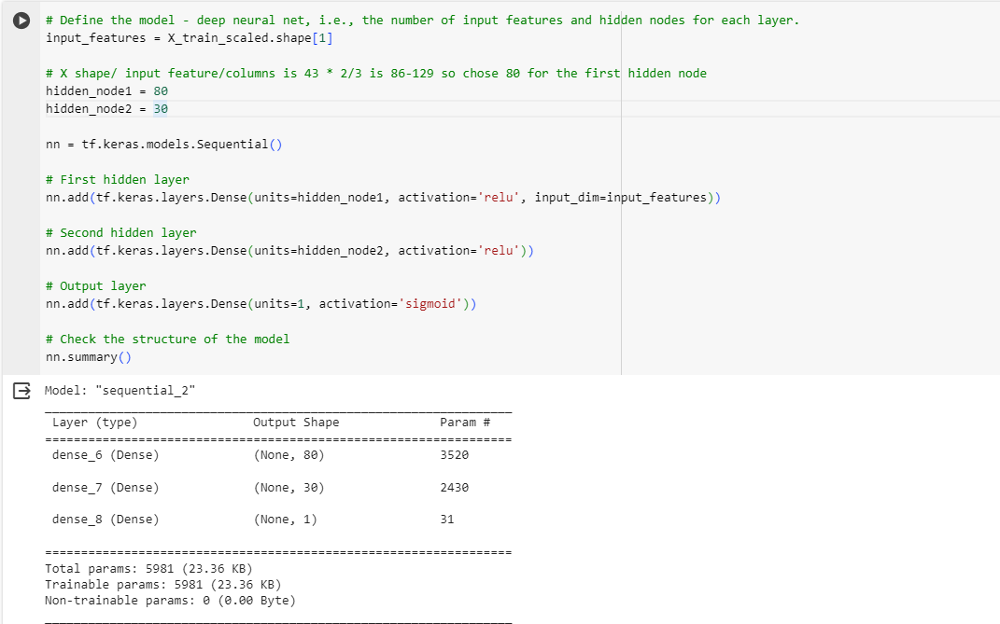 # Define the model - deep neural net, i.e., the number of input features and hidden nodes for each layer.
input_features = X_train_scaled.shape[1]
# X shape/ input feature/columns is 43 * 2/3 is 86-129 so chose 80 for the first hidden node
hidden_node1 = 80
hidden_node2 = 30
nn = tf.keras.models.Sequential()
# First hidden layer
nn.add(tf.keras.layers.Dense(units=hidden_node1, activation='relu', input_dim=input_features))
# Second hidden layer
nn.add(tf.keras.layers.Dense(units=hidden_node2, activation='relu'))
# Output layer
nn.add(tf.keras.layers.Dense(units=1, activation='sigmoid'))
# Check the structure of the model
nn.summary()
Model: "sequential_2"
_________________________________________________________________
Layer (type) Output Shape Param #
=================================================================
dense_6 (Dense) (None, 80) 3520
dense_7 (Dense) (None, 30) 2430
dense_8 (Dense) (None, 1) 31
=================================================================
Total params: 5981 (23.36 KB)
Trainable params: 5981 (23.36 KB)
Non-trainable params: 0 (0.00 Byte)
_________________________________________________________________